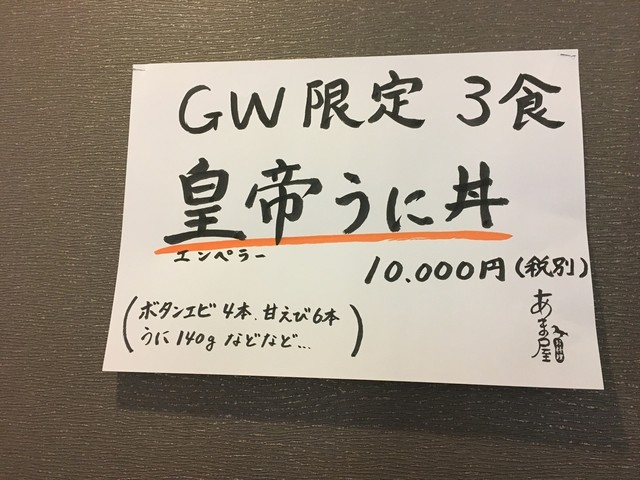 GW 限定 3食
皇帝うに丼
エンペラー
10.000円(税別)
(ボタンエビ4本、甘えび6本
うに140gなどなど...)
あま屋